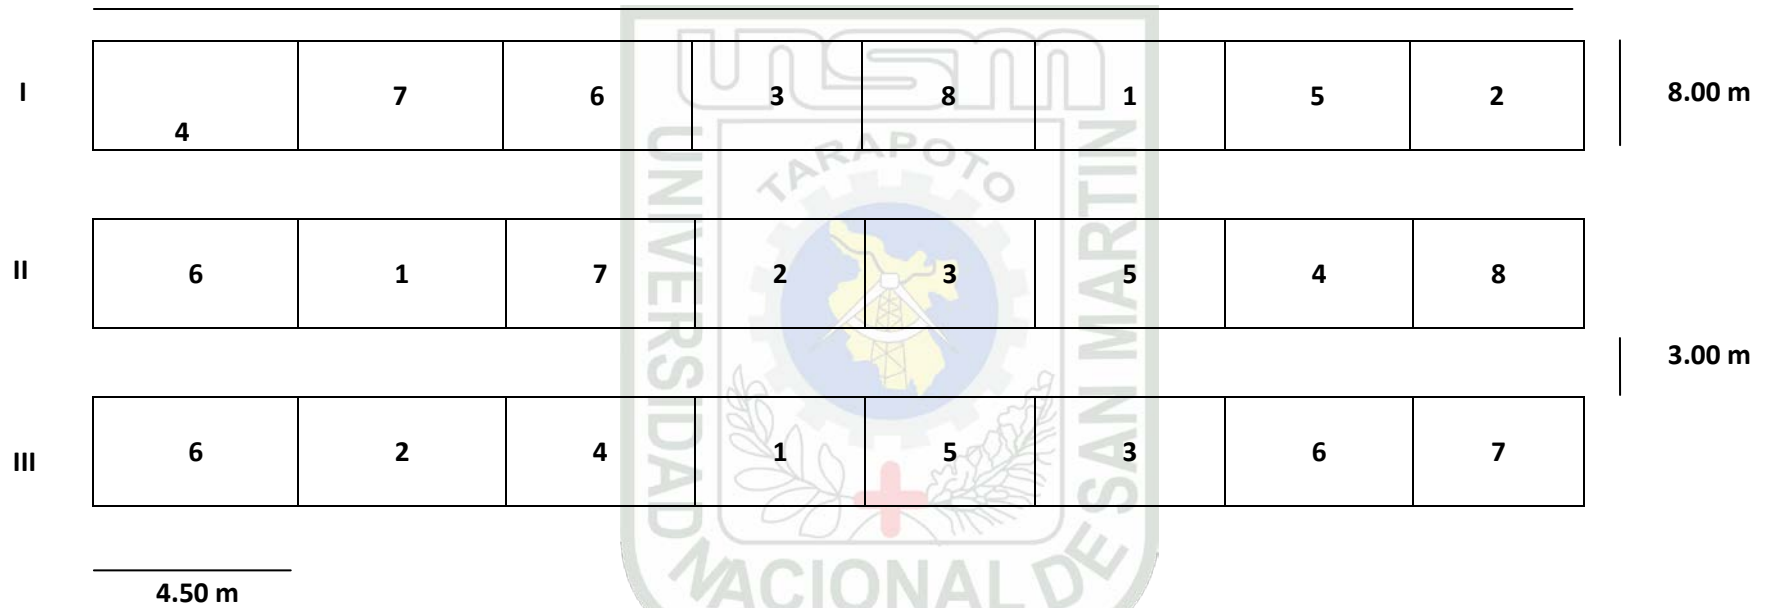 I 4 7 6 3 8 1 5 2 8.00 m
II 6 1 7 2 3 5 4 8
3.00 m
III 6 2 4 1 5 3 6 7
4.50 m
unsm
TARAPOTO
UNIVERSIDAD NACIONAL DE SAN MARTIN